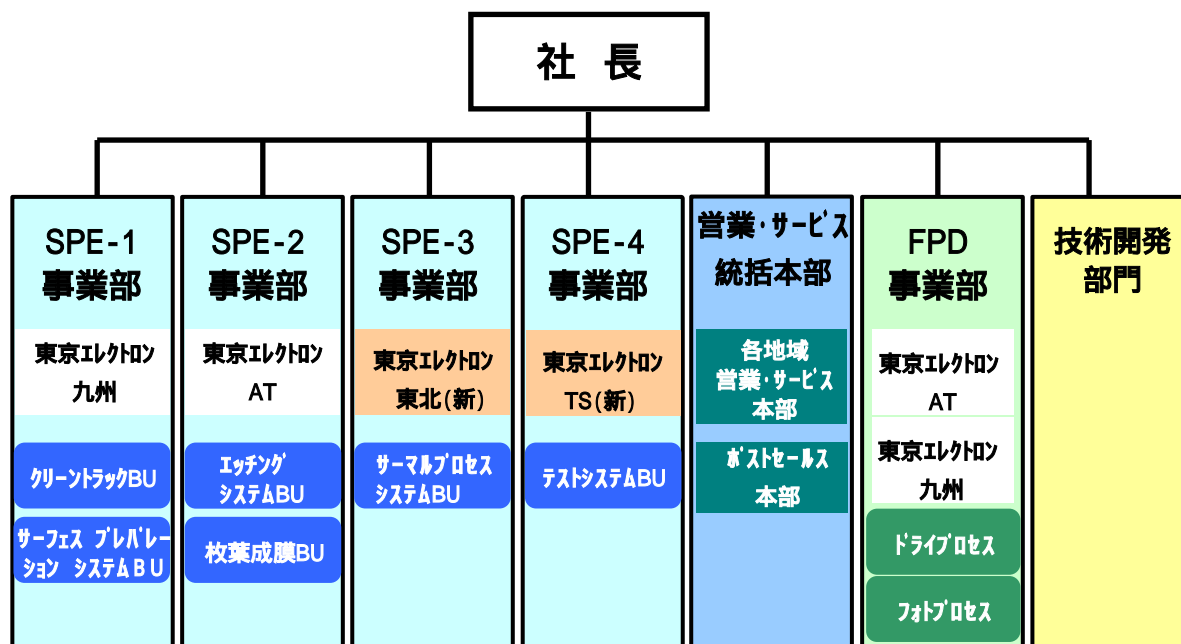 社 長
SPE-1
事業部
東京ｴﾚｸﾄﾛﾝ
九州
ｸﾘｰﾝﾄﾗｯｸBU
ｻｰﾌｪｽ ﾌﾟﾚﾊﾟﾚｰ
ｼｮﾝ ｼｽﾃﾑBU
SPE-2
事業部
東京ｴﾚｸﾄﾛﾝ
AT
ｴｯﾁﾝｸﾞ
ｼｽﾃﾑBU
枚葉成膜BU
SPE-3
事業部
東京ｴﾚｸﾄﾛﾝ
東北(新)
ｻｰﾏﾙﾌﾟﾛｾｽ
ｼｽﾃﾑBU
SPE-4
事業部
東京ｴﾚｸﾄﾛﾝ
TS(新)
ﾃｽﾄｼｽﾃﾑBU
営業･ｻｰﾋﾞｽ
統括本部
各地域
営業･ｻｰﾋﾞｽ
本部
ﾎﾟｽﾄｾｰﾙｽ
本部
FPD
事業部
東京ｴﾚｸﾄﾛﾝ
AT
東京ｴﾚｸﾄﾛﾝ
九州
ﾄﾞﾗｲﾌﾟﾛｾｽ
ﾌｫﾄﾌﾟﾛｾｽ
技術開発
部門